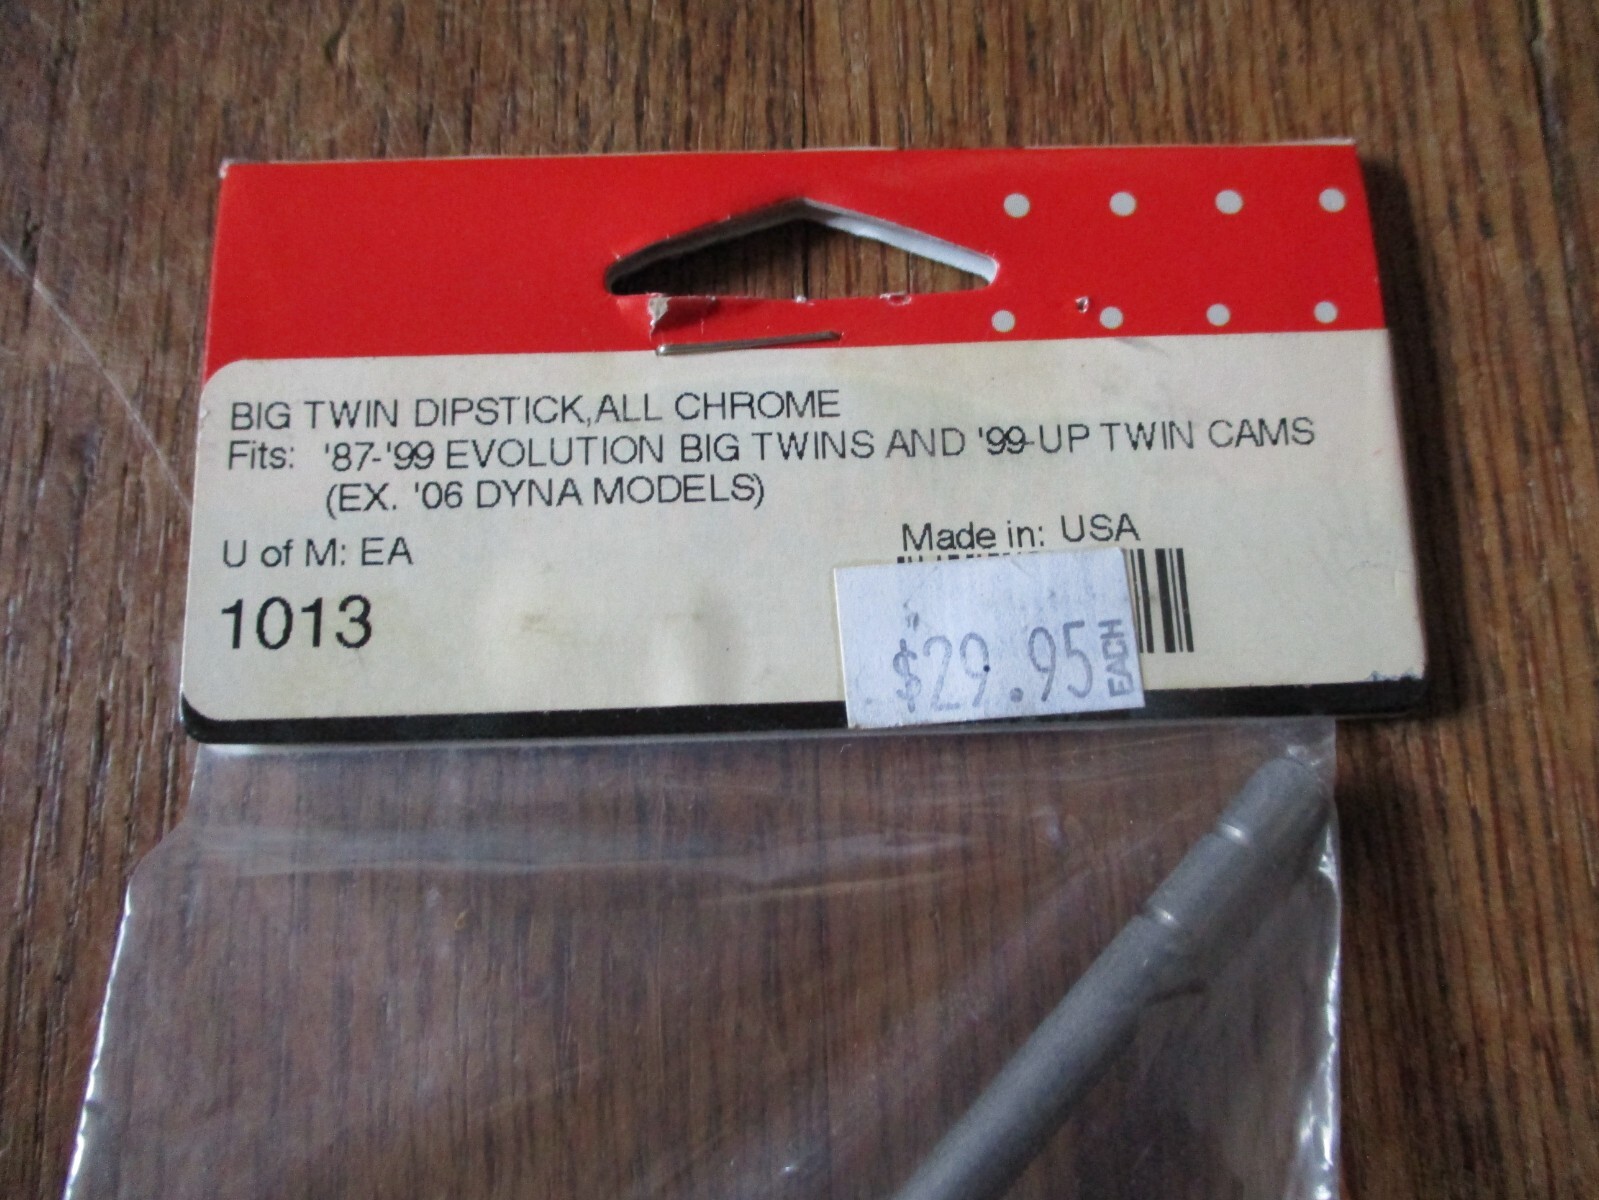 BIG TWIN DIPSTICK,ALL CHROME
Fits: '87-'99 EVOLUTION BIG TWINS AND '99-UP TWIN CAMS
(EX. '06 DYNA MODELS)
U of M: EA
Made in: USA
1013
$29.95 EACH